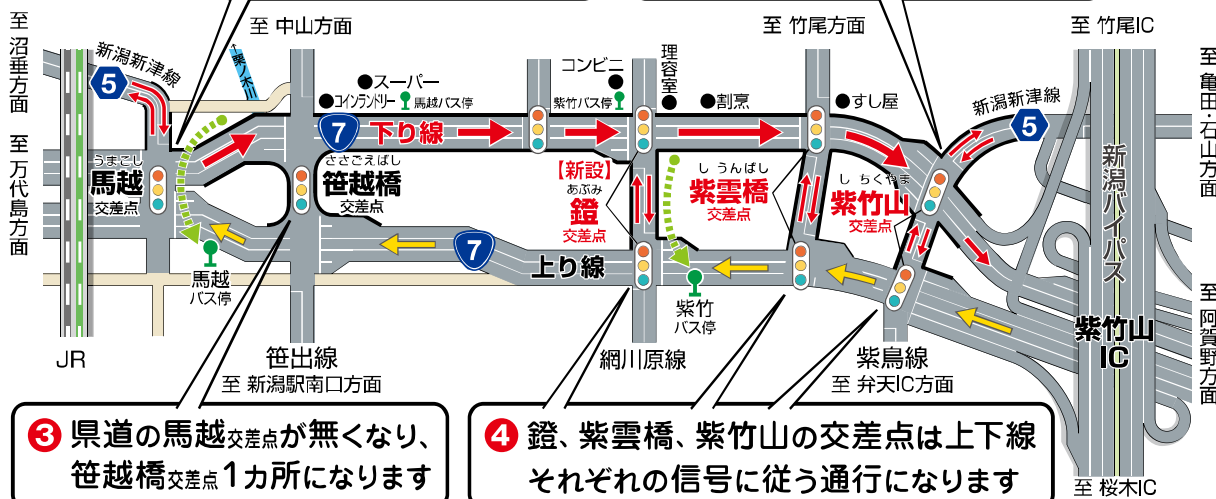 至 沼垂方面
至 中山方面
至 竹尾方面
至 竹尾IC
至 亀田・石山方面
新潟新津線
5
←栗ノ木川
●スーパー
●コインランドリー
馬越バス停
コンビニ
紫竹バス停
理容室
●割烹
●すし屋
新潟新津線
5
7
下り線
至 万代島方面
うまこし
馬越
交差点
ささごえばし
笹越橋
交差点
【新設】
あぶみ
鐙
交差点
しうんばし
紫雲橋
交差点
しちくやま
紫竹山
交差点
新潟バイパス
7
上り線
馬越
バス停
紫竹
バス停
紫竹山
IC
至 阿賀野方面
JR
笹出線
至 新潟駅南口方面
網川原線
紫鳥線
至 弁天IC方面
至 桜木IC
❸ 県道の馬越交差点が無くなり、
笹越橋交差点1カ所になります
❹ 鐙、紫雲橋、紫竹山の交差点は上下線
それぞれの信号に従う通行になります